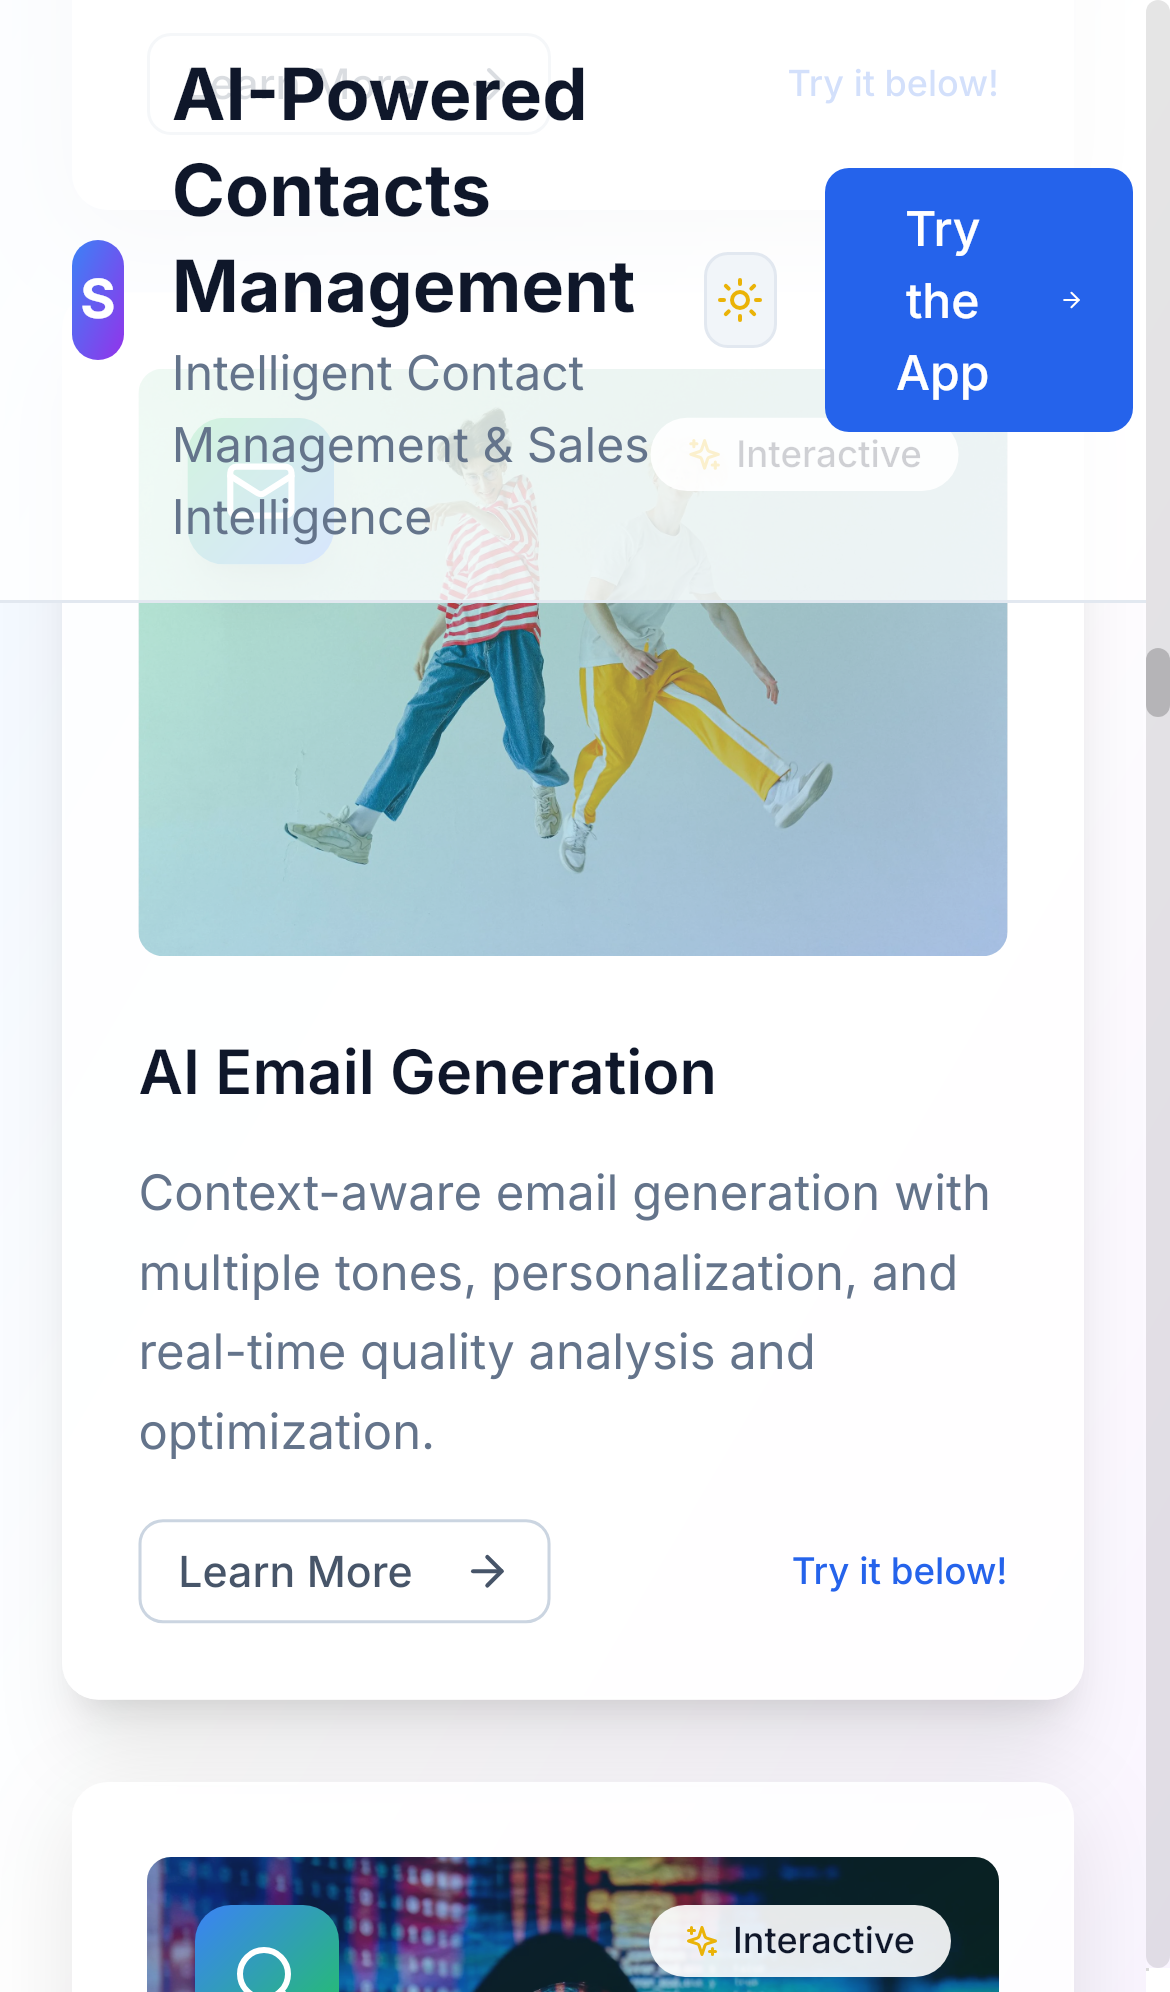 Learn More
Try it below!
AI-Powered
Contacts
Management
S
Try
the
App
Intelligent Contact
Management & Sales
Intelligence
Interactive
AI Email Generation
Context-aware email generation with
multiple tones, personalization, and
real-time quality analysis and
optimization.
Learn More
Try it below!
Interactive